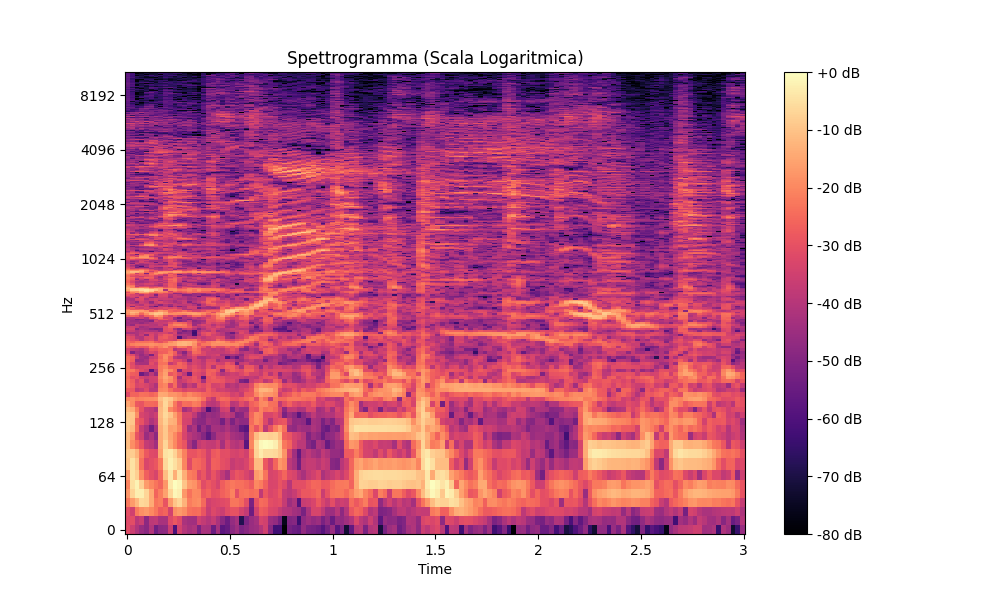 Spettrogramma (Scala Logaritmica)
Hz
8192
4096
2048
1024
512
256
128
64
0
0
0.5
1
1.5
2
2.5
3
Time
+0 dB
-10 dB
-20 dB
-30 dB
-40 dB
-50 dB
-60 dB
-70 dB
-80 dB